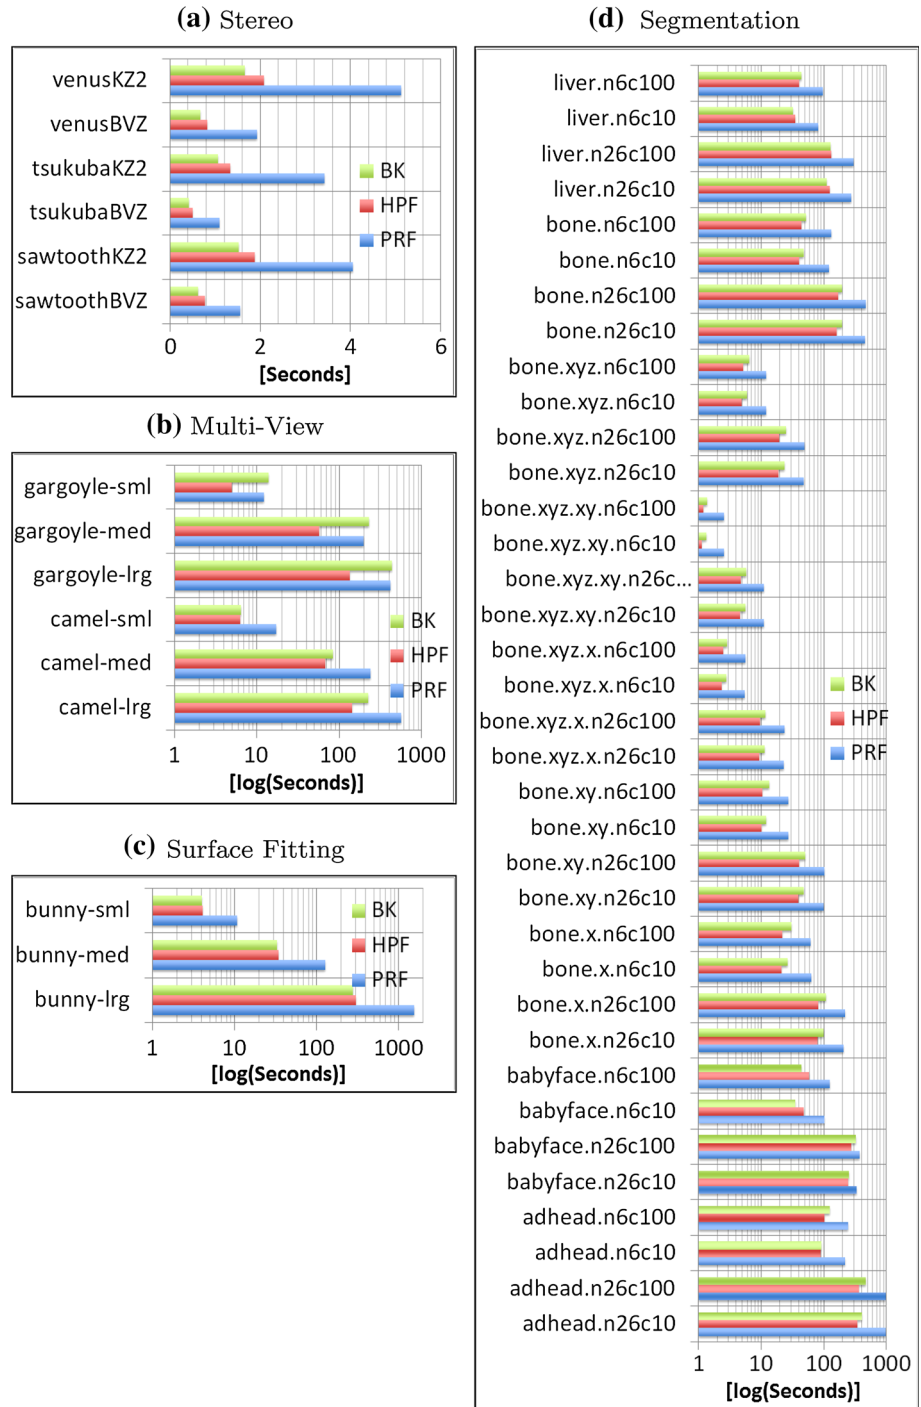 (a) Stereo
venusKZ2
venusBVZ
tsukubaKZ2
tsukubaBVZ
sawtoothKZ2
sawtoothBVZ
BK
HPF
PRF
0 2 4 6
[Seconds]
(b) Multi-View
gargoyle-sml
gargoyle-med
gargoyle-lrg
camel-sml
camel-med
camel-lrg
BK
HPF
PRF
1 10 100 1000
[log(Seconds)]
(c) Surface Fitting
bunny-sml
bunny-med
bunny-lrg
BK
HPF
PRF
1 10 100 1000
[log(Seconds)]
(d) Segmentation
liver.n6c100
liver.n6c10
liver.n26c100
liver.n26c10
bone.n6c100
bone.n6c10
bone.n26c100
bone.n26c10
bone.xyz.n6c100
bone.xyz.n6c10
bone.xyz.n26c100
bone.xyz.n26c10
bone.xyz.xy.n6c100
bone.xyz.xy.n6c10
bone.xyz.xy.n26c...
bone.xyz.xy.n26c10
bone.xyz.x.n6c100
bone.xyz.x.n6c10
bone.xyz.x.n26c100
bone.xyz.x.n26c10
bone.xy.n6c100
bone.xy.n6c10
bone.xy.n26c100
bone.xy.n26c10
bone.x.n6c100
bone.x.n6c10
bone.x.n26c100
bone.x.n26c10
babyface.n6c100
babyface.n6c10
babyface.n26c100
babyface.n26c10
adhead.n6c100
adhead.n6c10
adhead.n26c100
adhead.n26c10
BK
HPF
PRF
1 10 100 1000
[log(Seconds)]